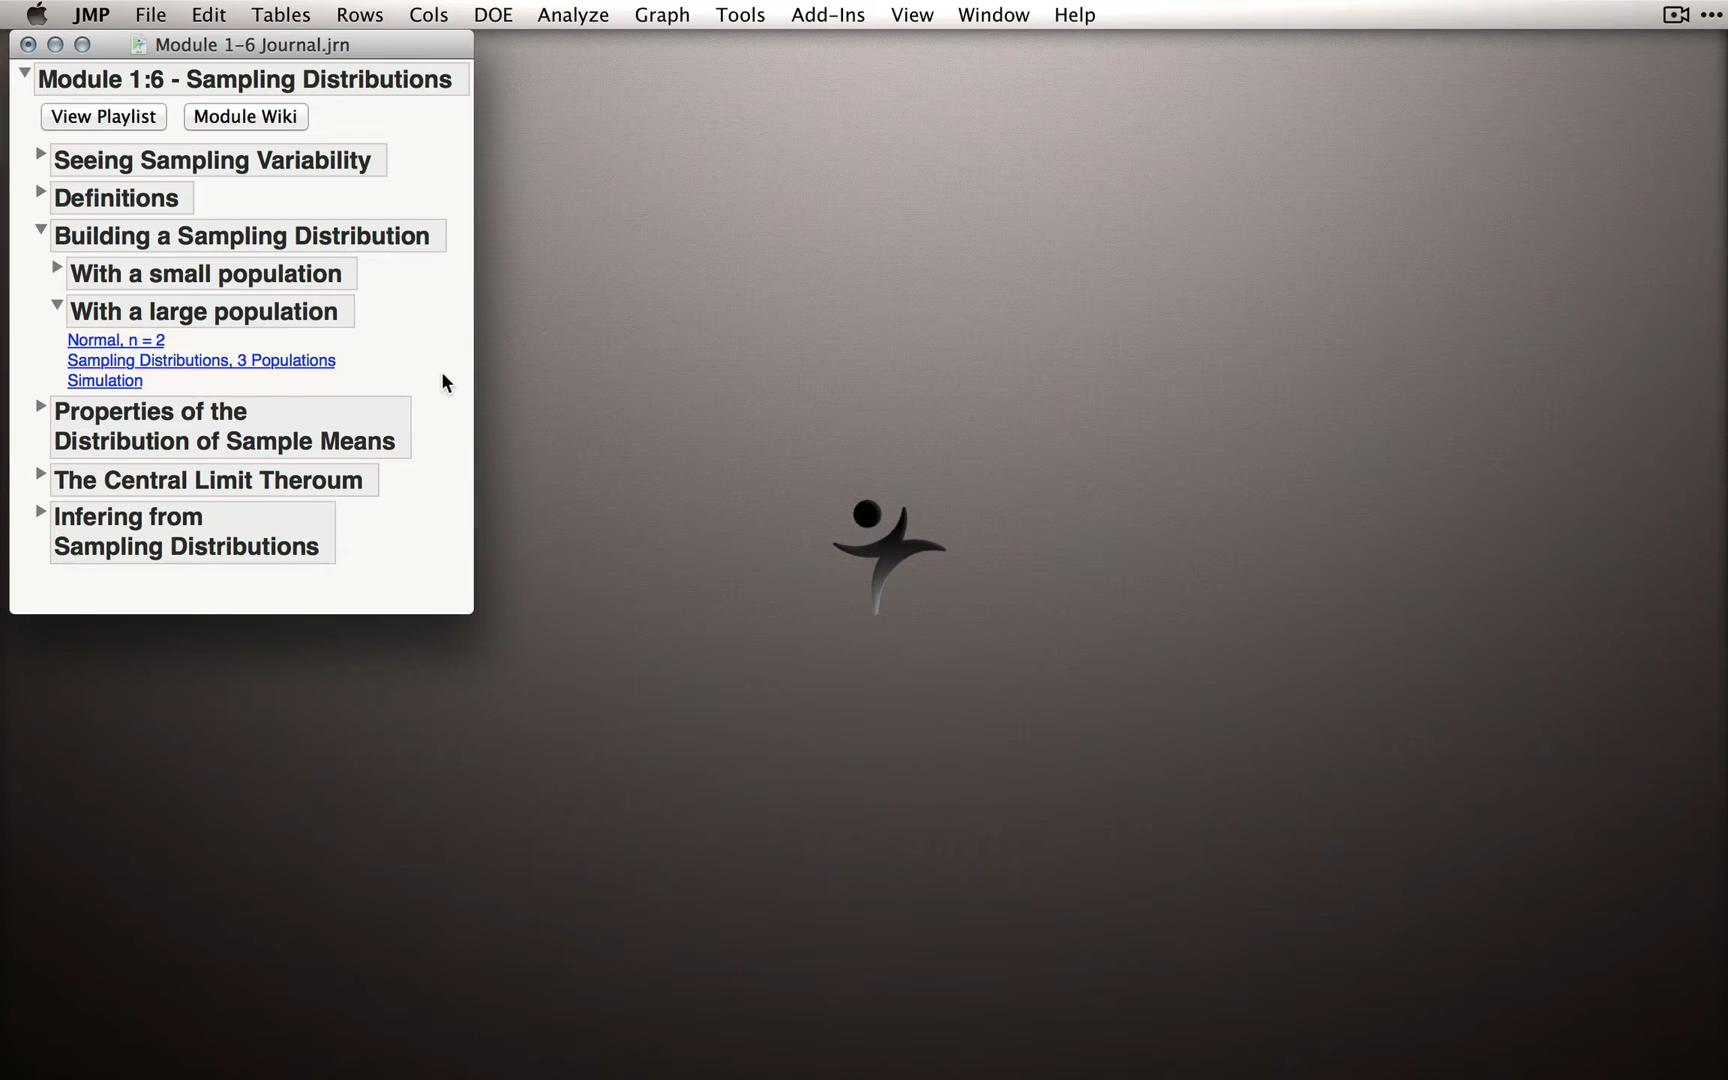 JMP File Edit Tables Rows Cols DOE Analyze Graph Tools Add-Ins View Window Help
Module 1-6 Journal.jrn
Module 1:6 - Sampling Distributions
View Playlist Module Wiki
Seeing Sampling Variability
Definitions
Building a Sampling Distribution
With a small population
With a large population
Normal, n = 2
Sampling Distributions, 3 Populations
Simulation
Properties of the
Distribution of Sample Means
The Central Limit Theroum
Infering from
Sampling Distributions